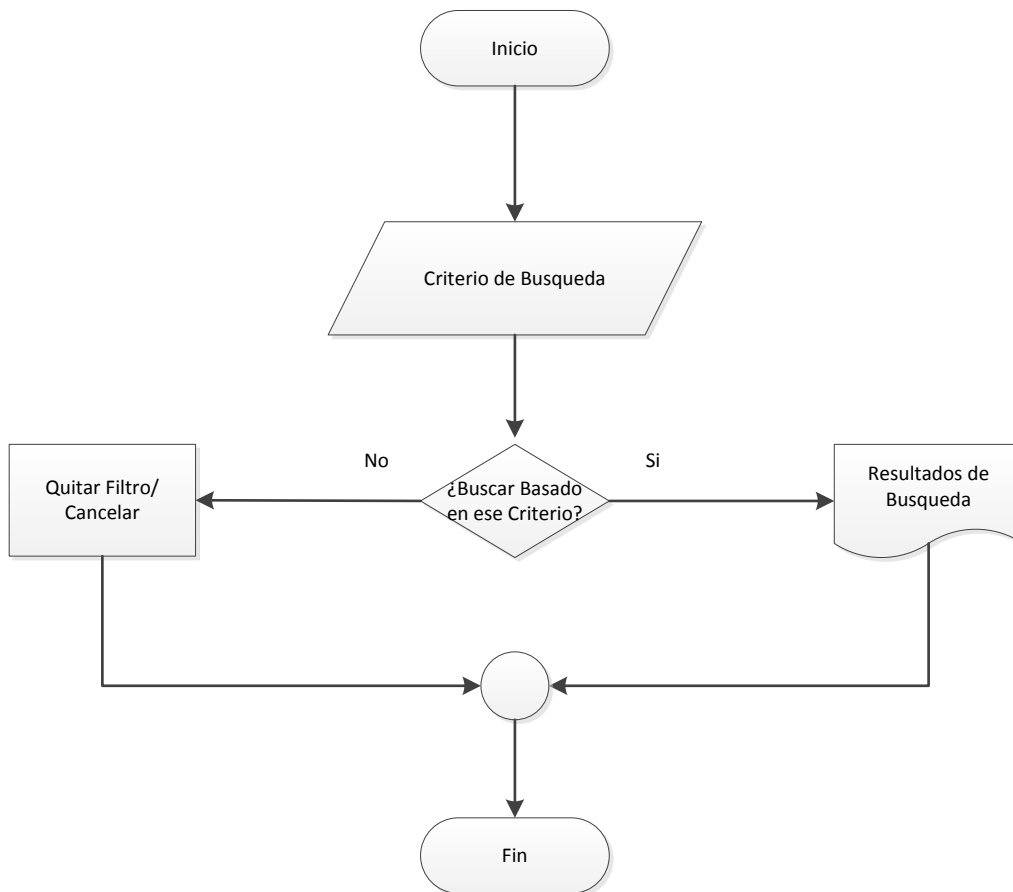 Inicio
Criterio de Busqueda
No
Si
Quitar Filtro/
Cancelar
¿Buscar Basado
en ese Criterio?
Resultados de
Busqueda
Fin